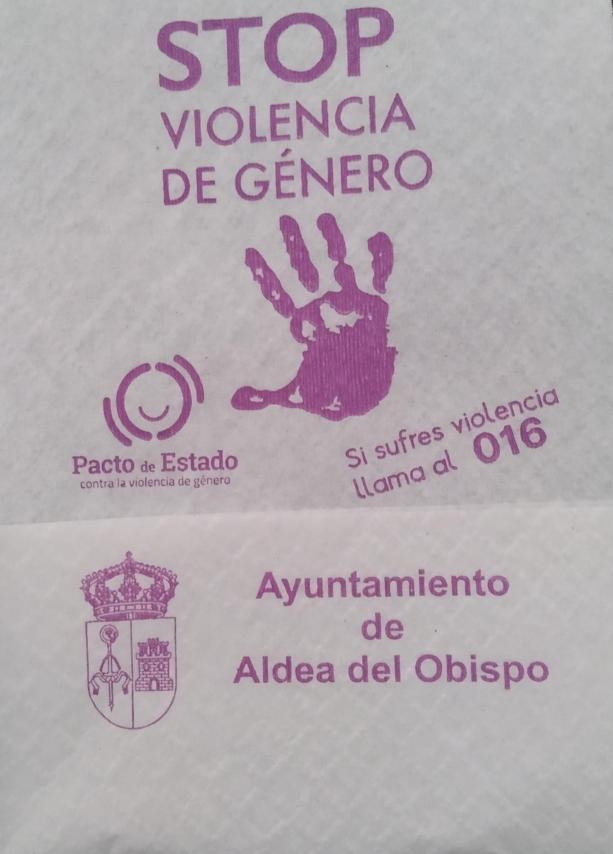 STOP
VIOLENCIA
DE GÉNERO
Pacto de Estado
contra la violencia de género
Si sufres violencia
llama al 016
Ayuntamiento
de
Aldea del Obispo